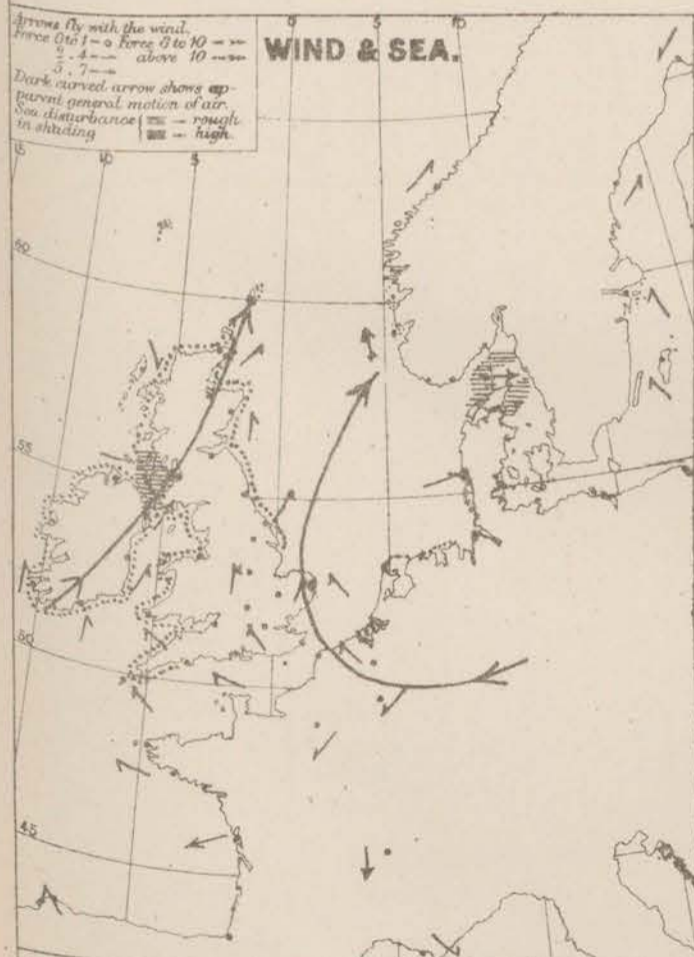 Arrows fly with the wind.
Force 0 to 1 – o Force 8 to 10 –
2 . 4 – above 10 –
5 . 7 –
Dark curved arrow shows ap-
parent general motion of air.
Sea disturbance { – rough
in shading – high
WIND & SEA.
0 5 10
15 10 5
60
55
50
45